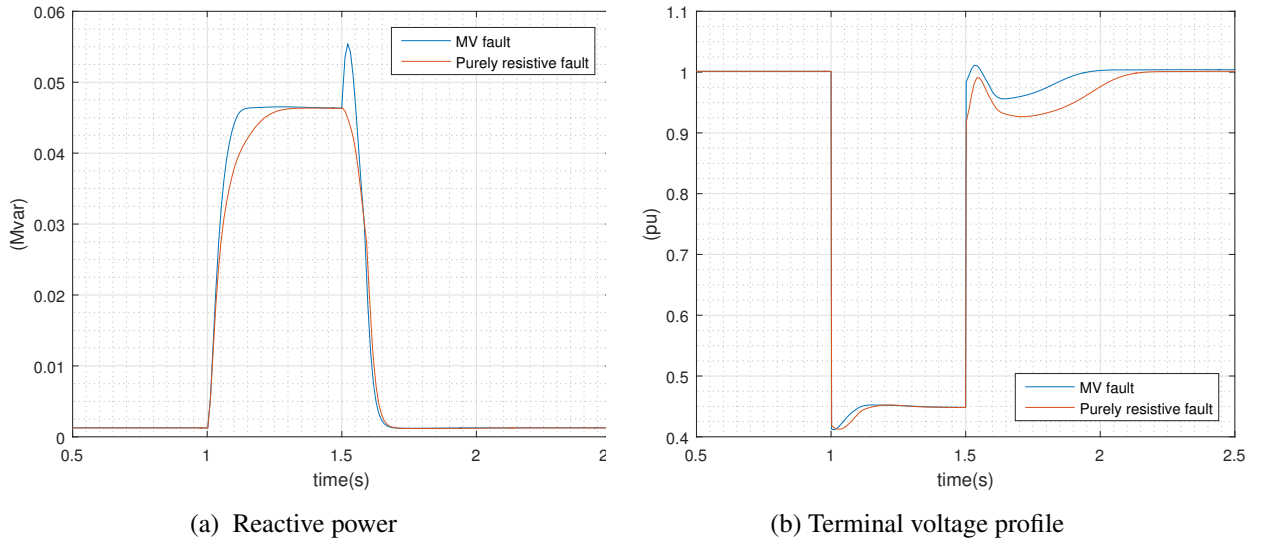 0.06
0.05
0.04
0.03
0.02
0.01
0
(Mvar)
MV fault
Purely resistive fault
0.5
1
1.5
2
2
time(s)
(a) Reactive power
1.1
1
0.9
0.8
0.7
0.6
0.5
0.4
(pu)
MV fault
Purely resistive fault
0.5
1
1.5
2
2.5
time(s)
(b) Terminal voltage profile